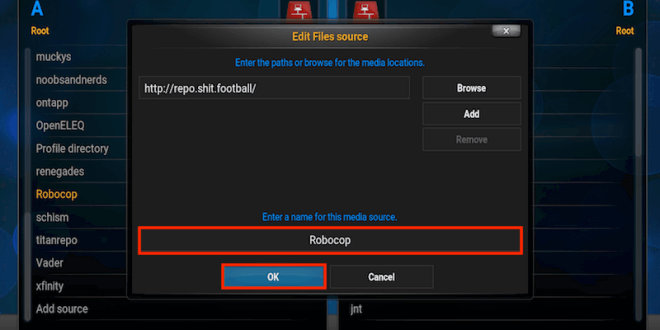 A
B
Root
Root
Edit Files source
x
Enter the paths or browse for the media locations.
http://repo.shit.football/
Browse
Add
Remove
muckys
noobsandnerds
ontapp
OpenELEQ
Profile directory
renegades
Robocop
schism
titanrepo
Vader
xfinity
Add source
Enter a name for this media source.
Robocop
OK
Cancel
jnt